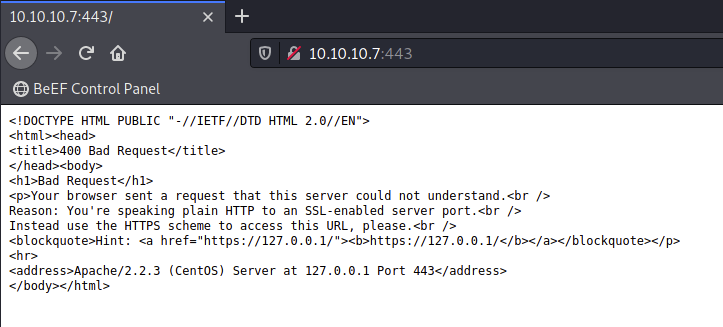 10.10.10.7:443/
10.10.10.7:443
BeEF Control Panel
<!DOCTYPE HTML PUBLIC "-//IETF//DTD HTML 2.0//EN">
<html><head>
<title>400 Bad Request</title>
</head><body>
<h1>Bad Request</h1>
<p>Your browser sent a request that this server could not understand.<br />
Reason: You're speaking plain HTTP to an SSL-enabled server port.<br />
Instead use the HTTPS scheme to access this URL, please.<br />
<blockquote>Hint: <a href="https://127.0.0.1/"><b>https://127.0.0.1/</b></a></blockquote></p>
<hr>
<address>Apache/2.2.3 (CentOS) Server at 127.0.0.1 Port 443</address>
</body></html>